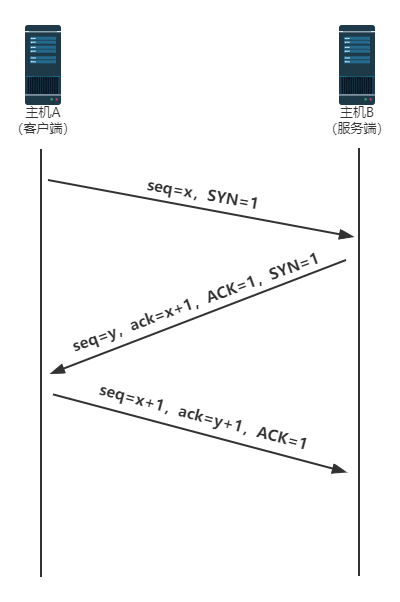 主机A
（客户端）
主机B
（服务端）
seq=x，SYN=1
seq=y，ack=x+1，ACK=1，SYN=1
seq=x+1，ack=y+1，ACK=1